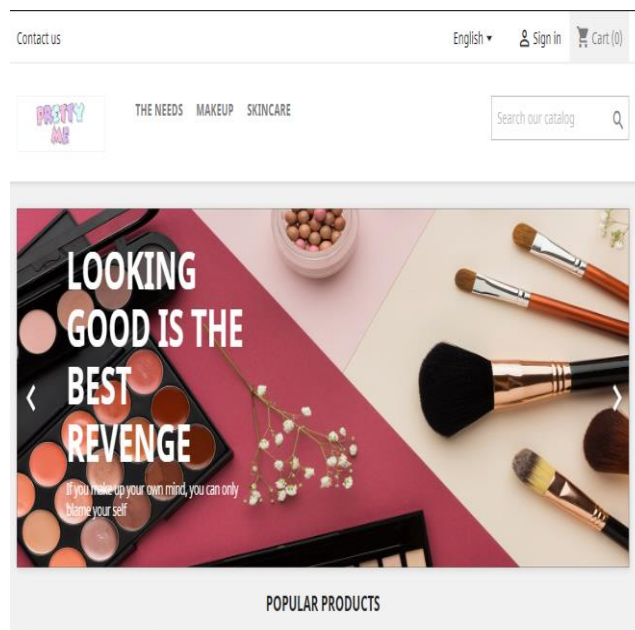 Contact us
English ▾ Sign in Cart (0)
PRETTY
ME
THE NEEDS MAKEUP SKINCARE
Search our catalog
LOOKING
GOOD IS THE
BEST
REVENGE
If you make up your own mind, you can only
blame your self
POPULAR PRODUCTS